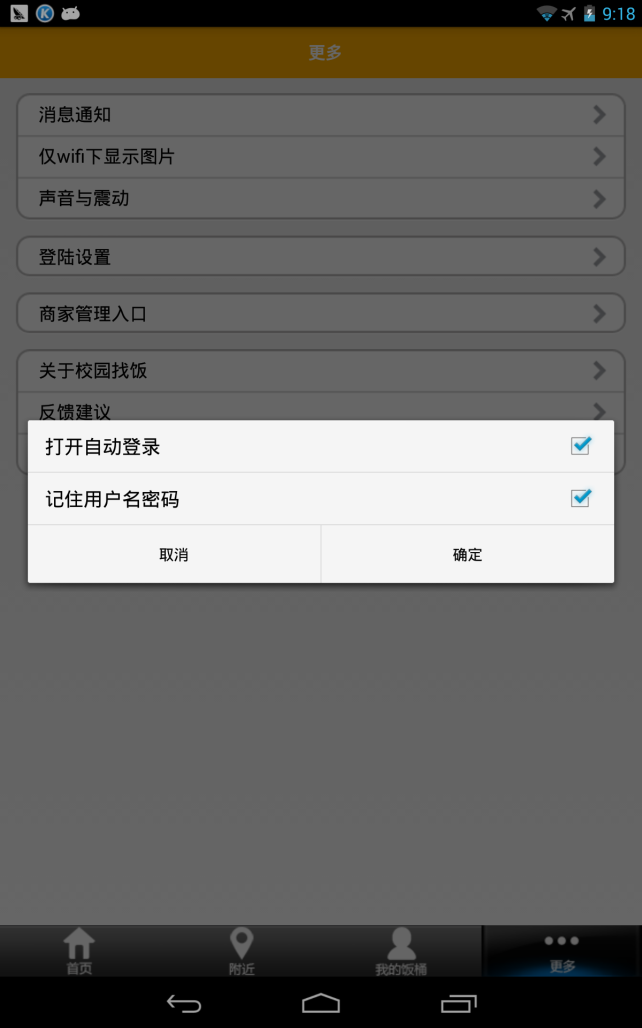 9:18
更多
消息通知
仅wifi下显示图片
声音与震动
登陆设置
商家管理入口
关于校园找饭
反馈建议
打开自动登录
记住用户名密码
取消
确定
首页
附近
我的饭桶
更多